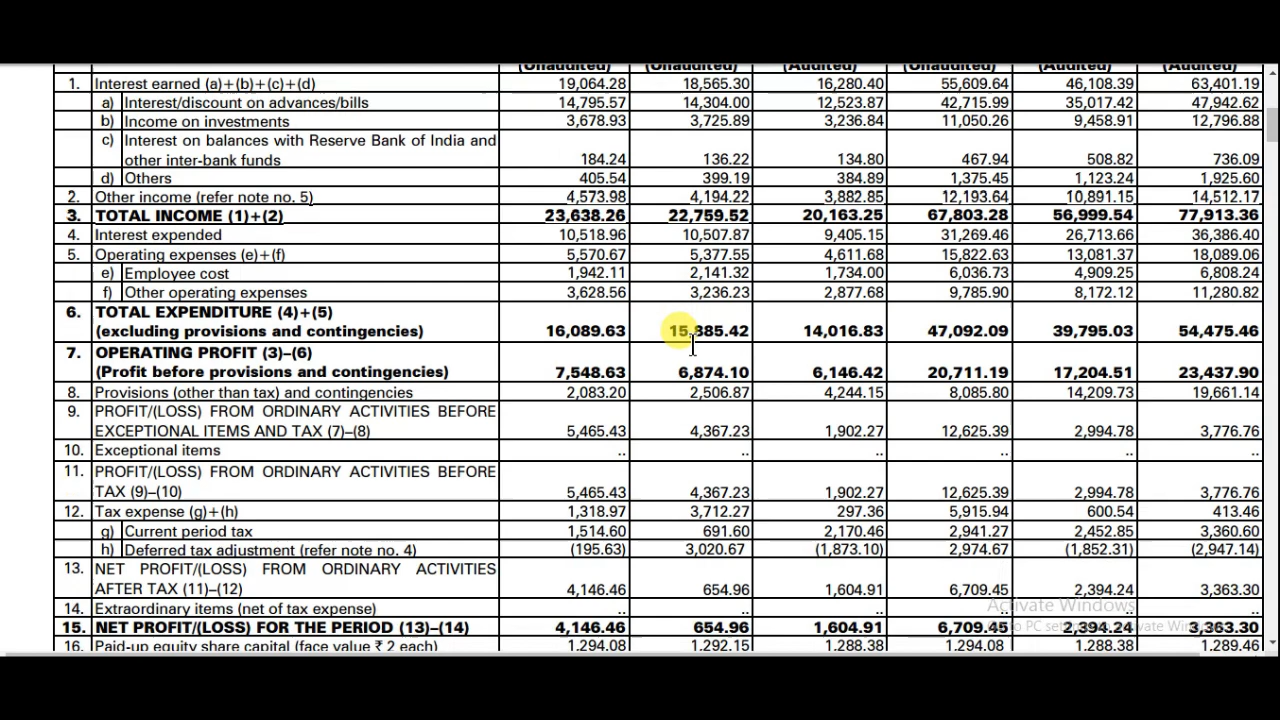 (Unaudited) (Unaudited) (Audited) (Unaudited) (Audited) (Audited)
1. Interest earned (a)+(b)+(c)+(d) 19,064.28 18,565.30 16,280.40 55,609.64 46,108.39 63,401.19
a) Interest/discount on advances/bills 14,795.57 14,304.00 12,523.87 42,715.99 35,017.42 47,942.62
b) Income on investments 3,678.93 3,725.89 3,236.84 11,050.26 9,458.91 12,796.88
c) Interest on balances with Reserve Bank of India and
other inter-bank funds 184.24 136.22 134.80 467.94 508.82 736.09
d) Others 405.54 399.19 384.89 1,375.45 1,123.24 1,925.60
2. Other income (refer note no. 5) 4,573.98 4,194.22 3,882.85 12,193.64 10,891.15 14,512.17
3. TOTAL INCOME (1)+(2) 23,638.26 22,759.52 20,163.25 67,803.28 56,999.54 77,913.36
4. Interest expended 10,518.96 10,507.87 9,405.15 31,269.46 26,713.66 36,386.40
5. Operating expenses (e)+(f) 5,570.67 5,377.55 4,611.68 15,822.63 13,081.37 18,089.06
e) Employee cost 1,942.11 2,141.32 1,734.00 6,036.73 4,909.25 6,808.24
f) Other operating expenses 3,628.56 3,236.23 2,877.68 9,785.90 8,172.12 11,280.82
6. TOTAL EXPENDITURE (4)+(5)
(excluding provisions and contingencies) 16,089.63 15,885.42 14,016.83 47,092.09 39,795.03 54,475.46
7. OPERATING PROFIT (3)–(6)
(Profit before provisions and contingencies) 7,548.63 6,874.10 6,146.42 20,711.19 17,204.51 23,437.90
8. Provisions (other than tax) and contingencies 2,083.20 2,506.87 4,244.15 8,085.80 14,209.73 19,661.14
9. PROFIT/(LOSS) FROM ORDINARY ACTIVITIES BEFORE
EXCEPTIONAL ITEMS AND TAX (7)–(8) 5,465.43 4,367.23 1,902.27 12,625.39 2,994.78 3,776.76
10. Exceptional items .. .. .. .. .. ..
11. PROFIT/(LOSS) FROM ORDINARY ACTIVITIES BEFORE
TAX (9)–(10) 5,465.43 4,367.23 1,902.27 12,625.39 2,994.78 3,776.76
12. Tax expense (g)+(h) 1,318.97 3,712.27 297.36 5,915.94 600.54 413.46
g) Current period tax 1,514.60 691.60 2,170.46 2,941.27 2,452.85 3,360.60
h) Deferred tax adjustment (refer note no. 4) (195.63) 3,020.67 (1,873.10) 2,974.67 (1,852.31) (2,947.14)
13. NET PROFIT/(LOSS) FROM ORDINARY ACTIVITIES
AFTER TAX (11)–(12) 4,146.46 654.96 1,604.91 6,709.45 2,394.24 3,363.30
Activate Windows
14. Extraordinary items (net of tax expense) .. .. .. .. .. ..
15. NET PROFIT/(LOSS) FOR THE PERIOD (13)–(14) 4,146.46 654.96 1,604.91 6,709.45 2,394.24 3,363.30
16. Paid-up equity share capital (face value ₹ 2 each) 1,294.08 1,292.15 1,288.38 1,294.08 1,288.38 1,289.46